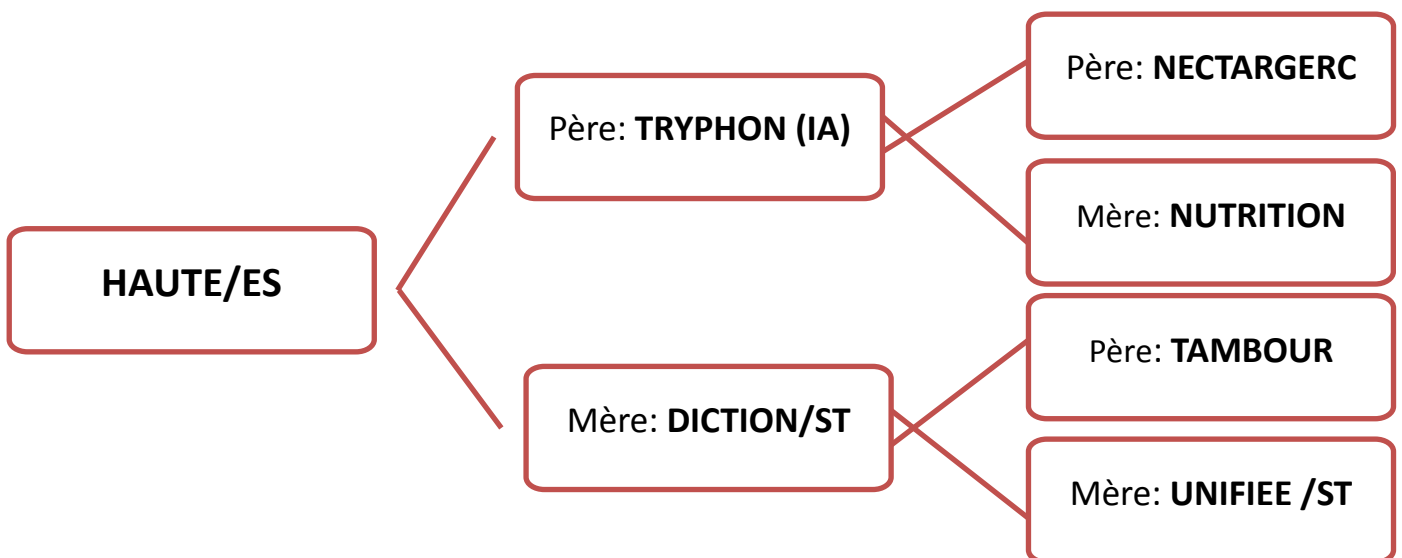 Père: NECTARGERC
Père: TRYPHON (IA)
Mère: NUTRITION
HAUTE/ES
Père: TAMBOUR
Mère: DICTION/ST
Mère: UNIFIEE /ST